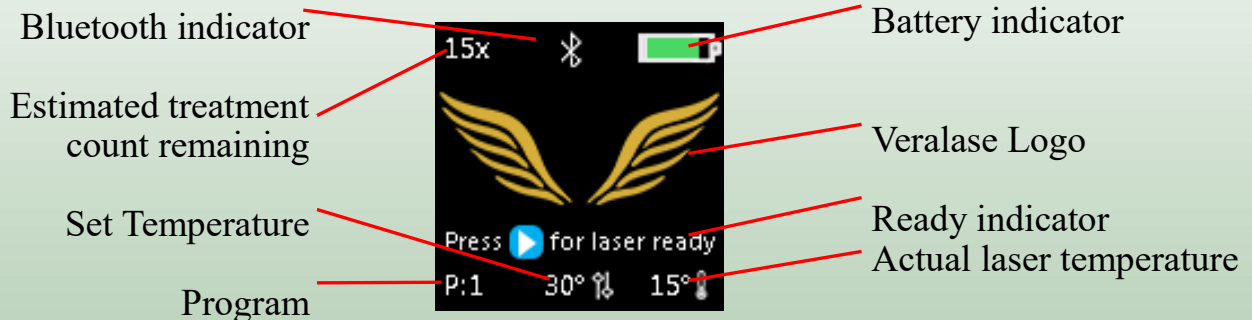 Bluetooth indicator
Estimated treatment
count remaining
Set Temperature
Program
15x
Press for laser ready
P:1 30° 15°
Battery indicator
Veralase Logo
Ready indicator
Actual laser temperature